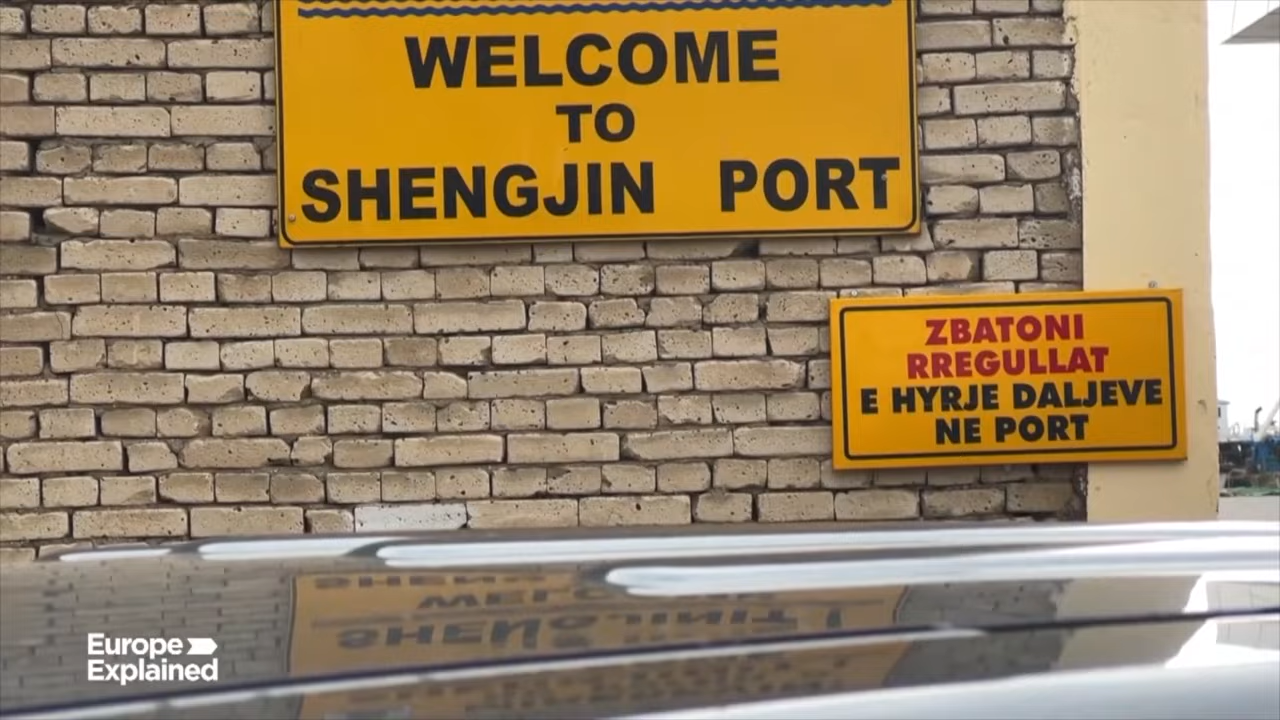 WELCOME
TO
SHENGJIN PORT
ZBATONI
RREGULLAT
E HYRJE DALJEVE
NE PORT
Europe
Explained